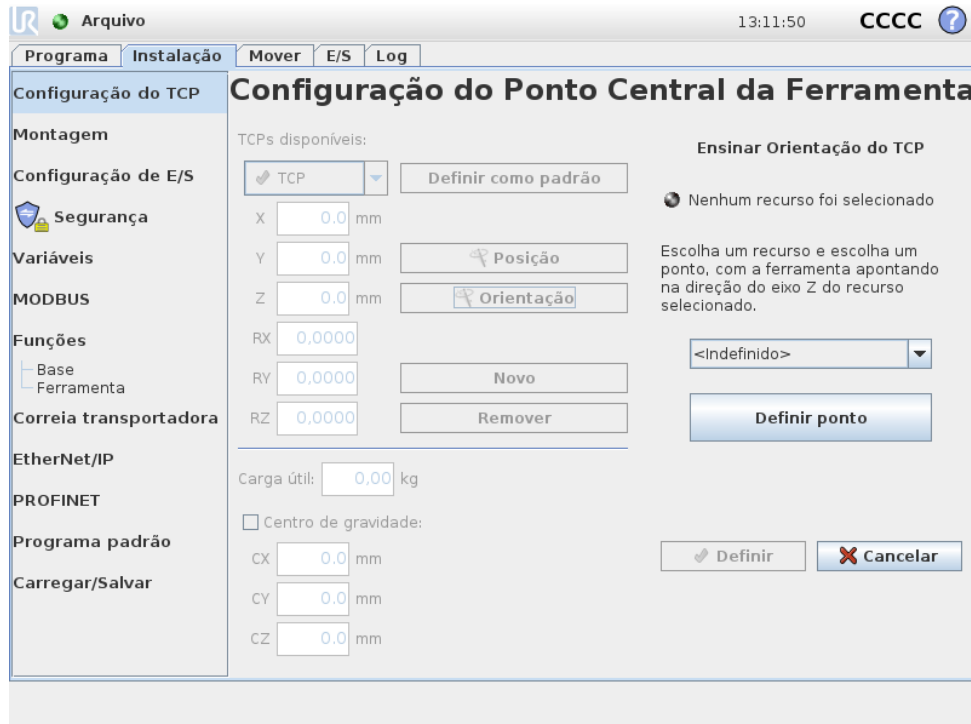 UR Arquivo 13:11:50 CCCC ?
Programa Instalação Mover E/S Log
Configuração do TCP
Montagem
Configuração de E/S
Segurança
Variáveis
MODBUS
Funções
Base
Ferramenta
Correia transportadora
EtherNet/IP
PROFINET
Programa padrão
Carregar/Salvar
Configuração do Ponto Central da Ferramenta
TCPs disponíveis:
TCP Definir como padrão
X 0.0 mm
Y 0.0 mm Posição
Z 0.0 mm Orientação
RX 0,0000
RY 0,0000 Novo
RZ 0,0000 Remover
Carga útil: 0,00 kg
Centro de gravidade:
CX 0.0 mm
CY 0.0 mm
CZ 0.0 mm
Ensinar Orientação do TCP
Nenhum recurso foi selecionado
Escolha um recurso e escolha um
ponto, com a ferramenta apontando
na direção do eixo Z do recurso
selecionado.
<Indefinido>
Definir ponto
Definir Cancelar